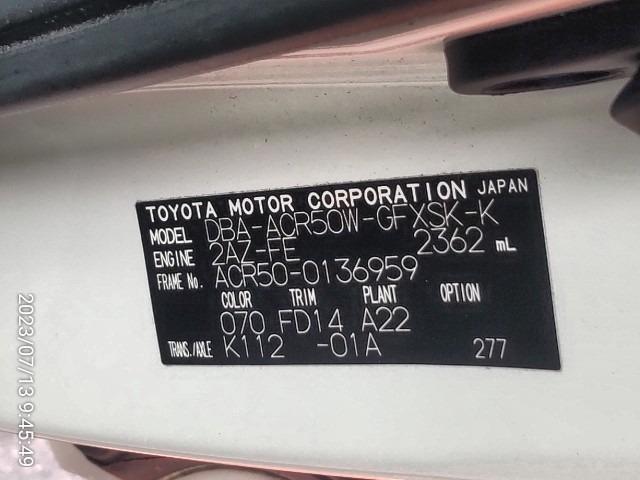 TOYOTA MOTOR CORPORATION JAPAN
MODEL DBA-ACR50W-GFXSK-K
ENGINE 2AZ-FE 2362 mL
FRAME No. ACR50-0136959
COLOR TRIM PLANT OPTION
070 FD14 A22
TRANS./AXLE K112 -01A 277
2023/07/13 9:45:49